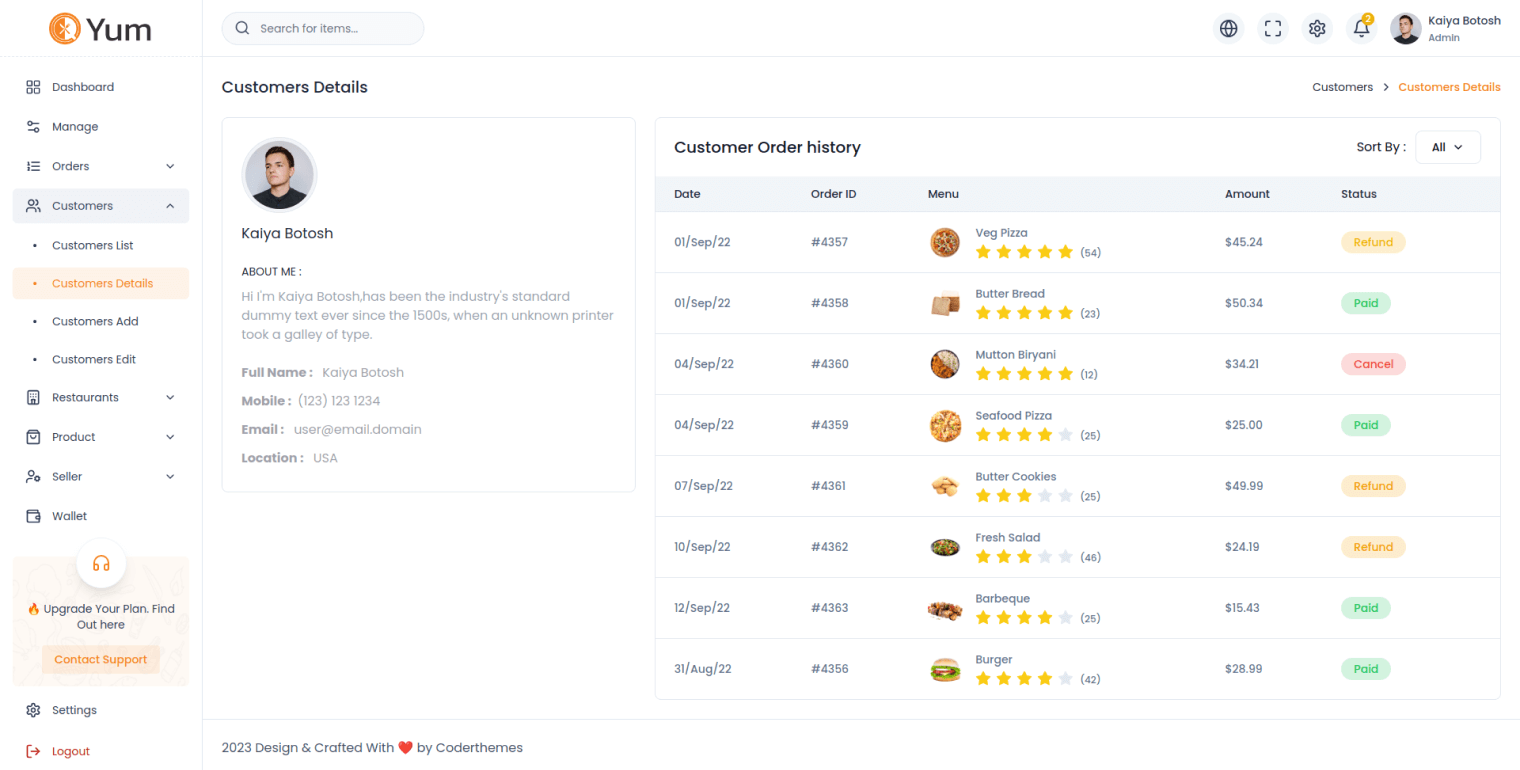 Yum
Search for items...
2
Kaiya Botosh
Admin
Dashboard
Manage
Orders
Customers
Customers List
Customers Details
Customers Add
Customers Edit
Restaurants
Product
Seller
Wallet
🔥 Upgrade Your Plan. Find
Out here
Contact Support
Settings
Logout
Customers Details
Customers > Customers Details
Kaiya Botosh
ABOUT ME :
Hi I'm Kaiya Botosh,has been the industry's standard
dummy text ever since the 1500s, when an unknown printer
took a galley of type.
Full Name : Kaiya Botosh
Mobile : (123) 123 1234
Email : user@email.domain
Location : USA
Customer Order history
Sort By : All
Date Order ID Menu Amount Status
01/Sep/22 #4357 Veg Pizza (54) $45.24 Refund
01/Sep/22 #4358 Butter Bread (23) $50.34 Paid
04/Sep/22 #4360 Mutton Biryani (12) $34.21 Cancel
04/Sep/22 #4359 Seafood Pizza (25) $25.00 Paid
07/Sep/22 #4361 Butter Cookies (25) $49.99 Refund
10/Sep/22 #4362 Fresh Salad (46) $24.19 Refund
12/Sep/22 #4363 Barbeque (25) $15.43 Paid
31/Aug/22 #4356 Burger (42) $28.99 Paid
2023 Design & Crafted With ❤️ by Coderthemes